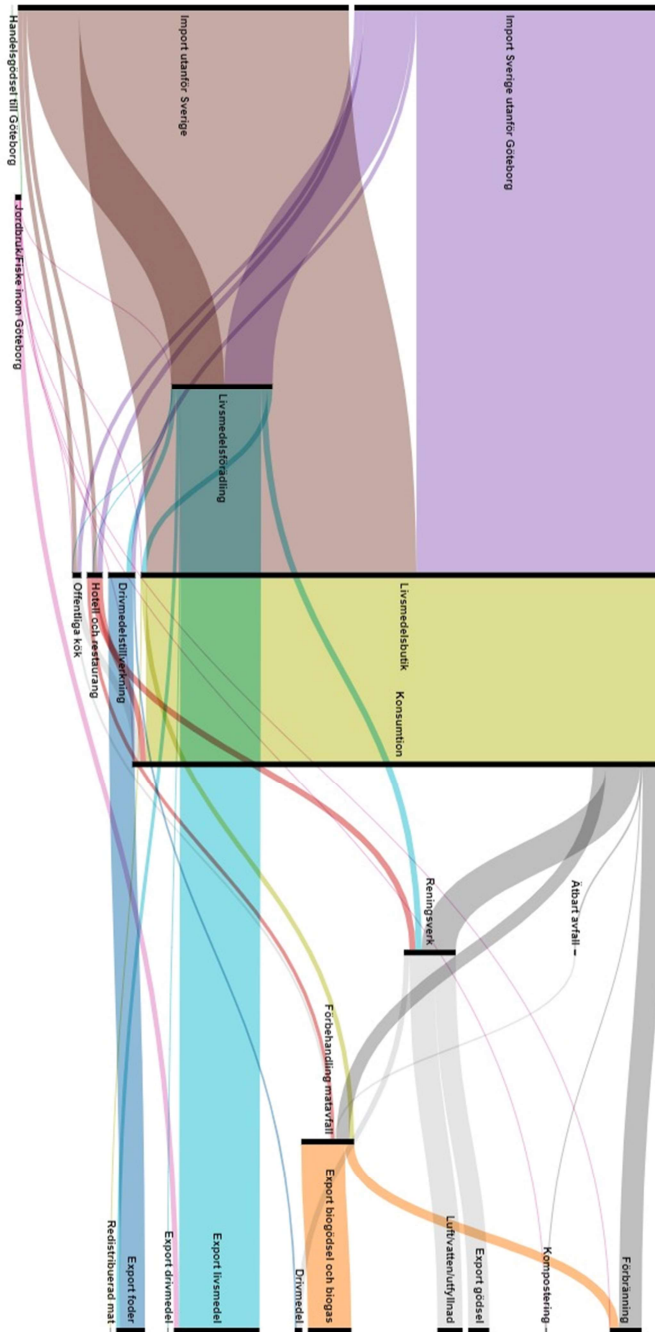 Import Sverige utanför Göteborg
Import utanför Sverige
Handelsgödsel till Göteborg
Jordbruk/Fiske inom Göteborg
Livsmedelsförädling
Livsmedelsbutik
Drivmedelstillverkning
Hotell och restaurang
Offentliga kök
Konsumtion
Ätbart avfall
Reningsverk
Förbehandling matavfall
Förbränning
Kompostering
Export gödsel
Luft/vatten/utfyllnad
Export biogödsel och biogas
Drivmedel
Export livsmedel
Export drivmedel
Export foder
Redistribuerad mat